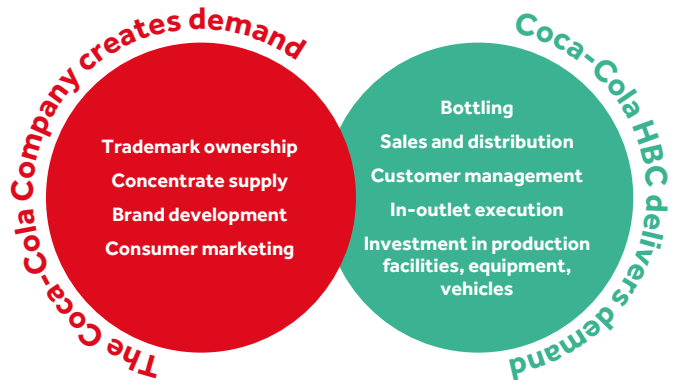 The Coca-Cola Company creates demand
Trademark ownership
Concentrate supply
Brand development
Consumer marketing
Coca-Cola HBC delivers demand
Bottling
Sales and distribution
Customer management
In-outlet execution
Investment in production
facilities, equipment,
vehicles